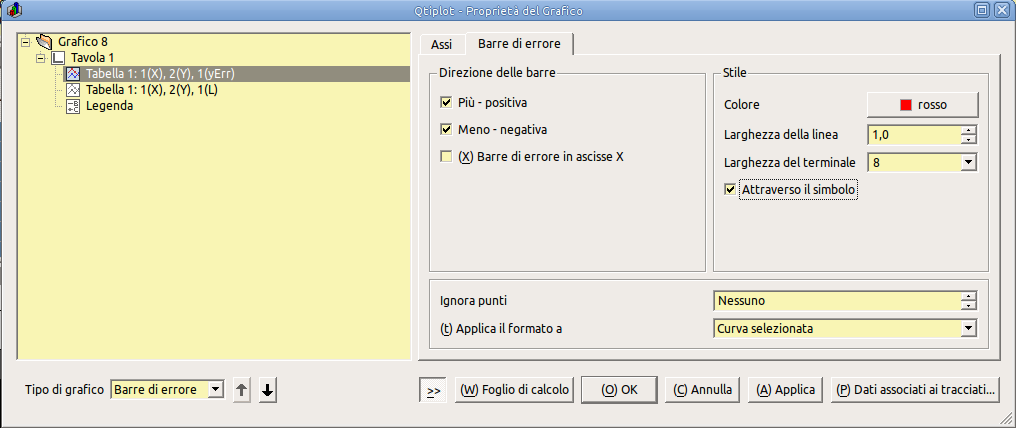 Qtiplot - Proprietà del Grafico
Grafico 8
Tavola 1
Tabella 1: 1(X), 2(Y), 1(yErr)
Tabella 1: 1(X), 2(Y), 1(L)
Legenda
Assi
Barre di errore
Direzione delle barre
Più - positiva
Meno - negativa
(X) Barre di errore in ascisse X
Stile
Colore
rosso
Larghezza della linea
1,0
Larghezza del terminale
8
Attraverso il simbolo
Ignora punti
Nessuno
(t) Applica il formato a
Curva selezionata
Tipo di grafico
Barre di errore
>>
(W) Foglio di calcolo
(O) OK
(C) Annulla
(A) Applica
(P) Dati associati ai tracciati...